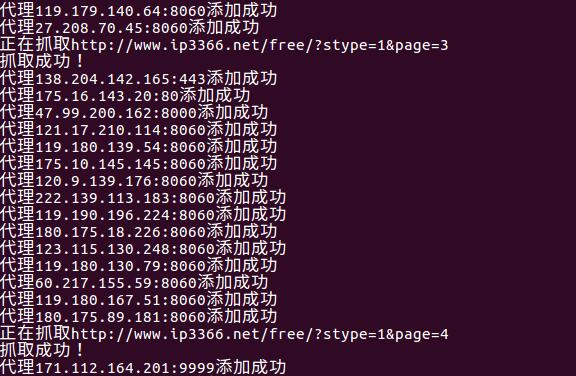 代理119.179.140.64:8060添加成功
代理27.208.70.45:8060添加成功
正在抓取http://www.ip3366.net/free/?stype=1&page=3
抓取成功！
代理138.204.142.165:443添加成功
代理175.16.143.20:80添加成功
代理47.99.200.162:8000添加成功
代理121.17.210.114:8060添加成功
代理119.180.139.54:8060添加成功
代理175.10.145.145:8060添加成功
代理120.9.139.176:8060添加成功
代理222.139.113.183:8060添加成功
代理119.190.196.224:8060添加成功
代理180.175.18.226:8060添加成功
代理123.115.130.248:8060添加成功
代理119.180.130.79:8060添加成功
代理60.217.155.59:8060添加成功
代理119.180.167.51:8060添加成功
代理180.175.89.181:8060添加成功
正在抓取http://www.ip3366.net/free/?stype=1&page=4
抓取成功！
代理171.112.164.201:9999添加成功